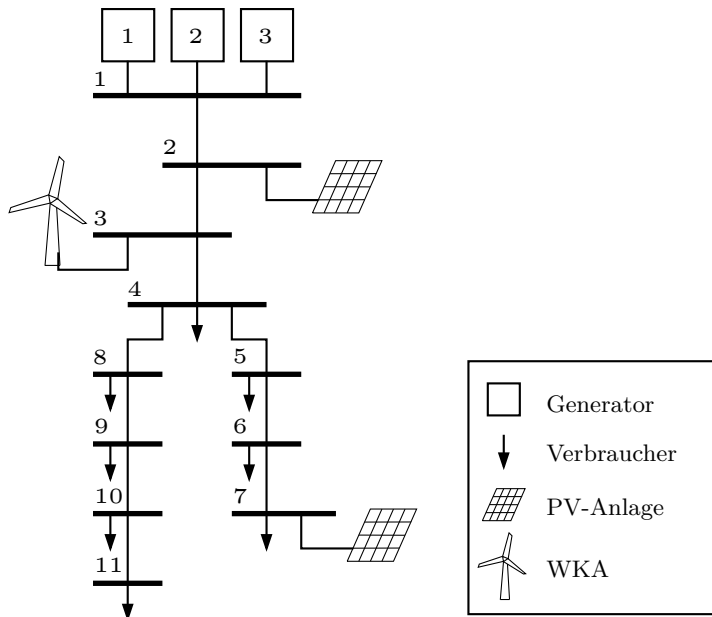 1 2 3
1
2
3
4
8 5
9 6
10 7
11
Generator
Verbraucher
PV-Anlage
WKA